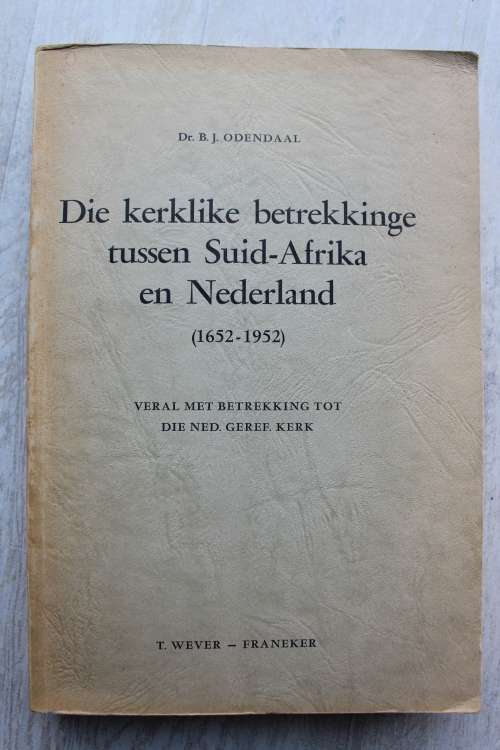 Dr. B. J. ODENDAAL
Die kerklike betrekkinge
tussen Suid-Afrika
en Nederland
(1652-1952)
VERAL MET BETREKKING TOT
DIE NED. GEREF. KERK
T. WEVER – FRANEKER